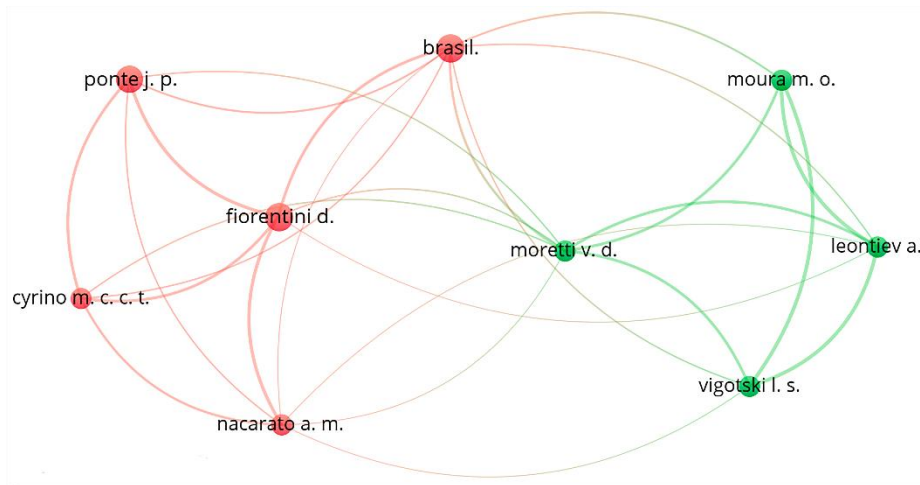 brasil.
ponte j. p.
moura m. o.
fiorentini d.
moretti v. d.
leontiev a.
cyrino m. c. c. t.
vigotski l. s.
nacarato a. m.